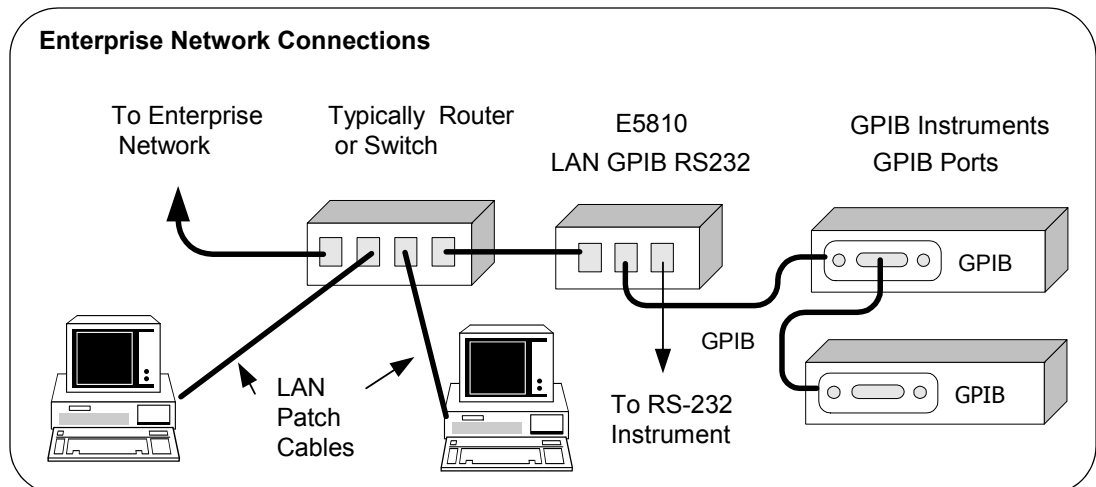 Enterprise Network Connections
To Enterprise
Network
Typically Router
or Switch
E5810
LAN GPIB RS232
GPIB Instruments
GPIB Ports
GPIB
GPIB
GPIB
LAN
Patch
Cables
To RS-232
Instrument